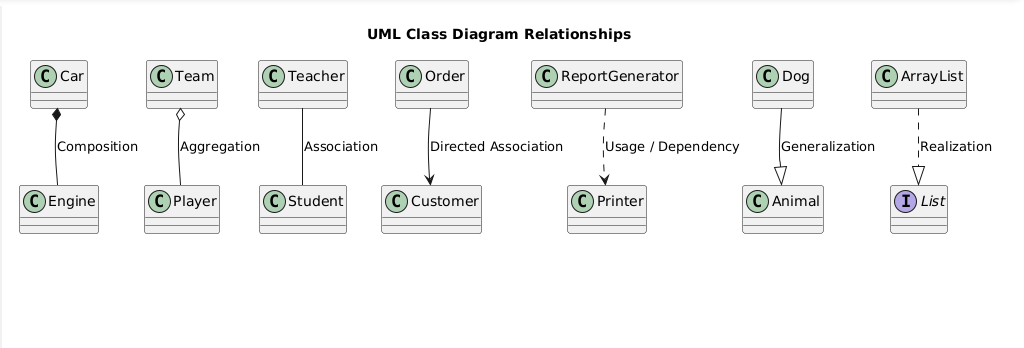 UML Class Diagram Relationships
C Car
C Team
C Teacher
C Order
C ReportGenerator
C Dog
C ArrayList
Composition
Aggregation
Association
Directed Association
Usage / Dependency
Generalization
Realization
C Engine
C Player
C Student
C Customer
C Printer
C Animal
I List